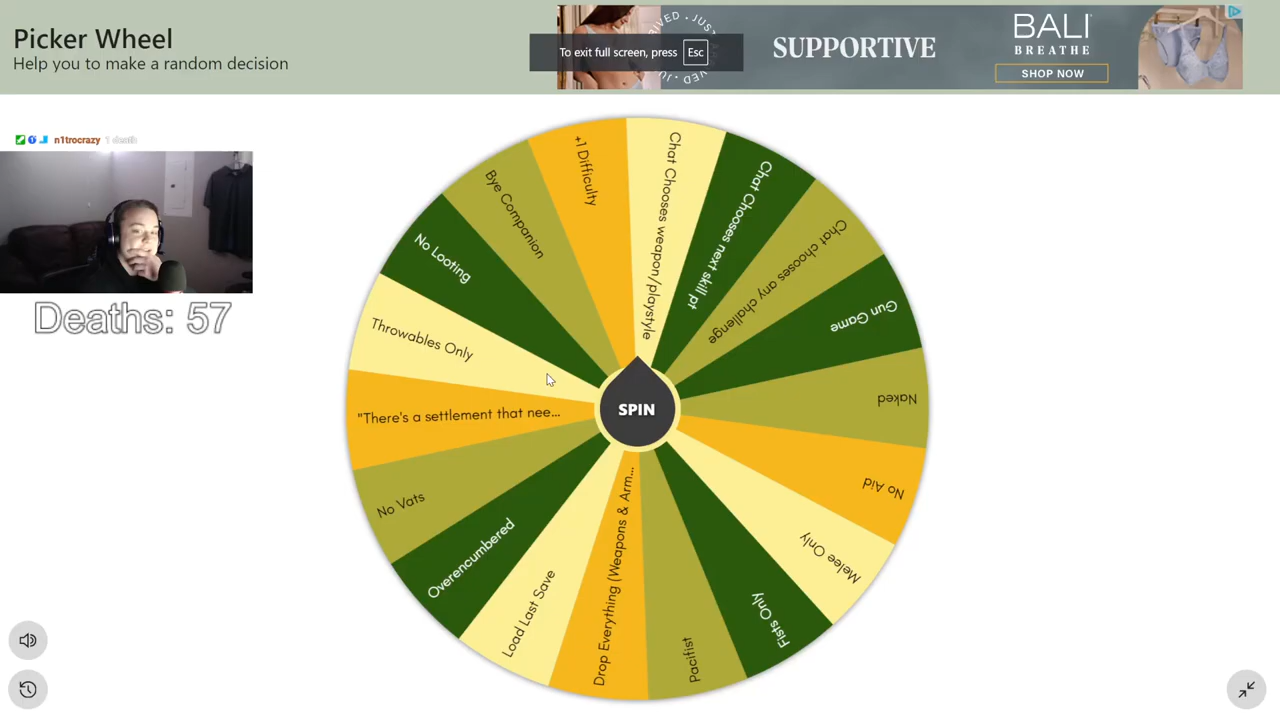 Picker Wheel
Help you to make a random decision
To exit full screen, press Esc
SUPPORTIVE
BALI
BREATHE
SHOP NOW
n1trocrazy 1 death
Deaths: 57
+1 Difficulty
Chat Chooses weapon/playstyle
Chat Chooses next skill pt
Chat chooses any challenge
Gun Game
Naked
No Aid
Melee Only
Fists Only
Pacifist
Drop Everything (Weapons & Arm...
Load Last Save
Overencumbered
No Vats
"There's a settlement that nee...
Throwables Only
No Looting
Bye Companion
SPIN